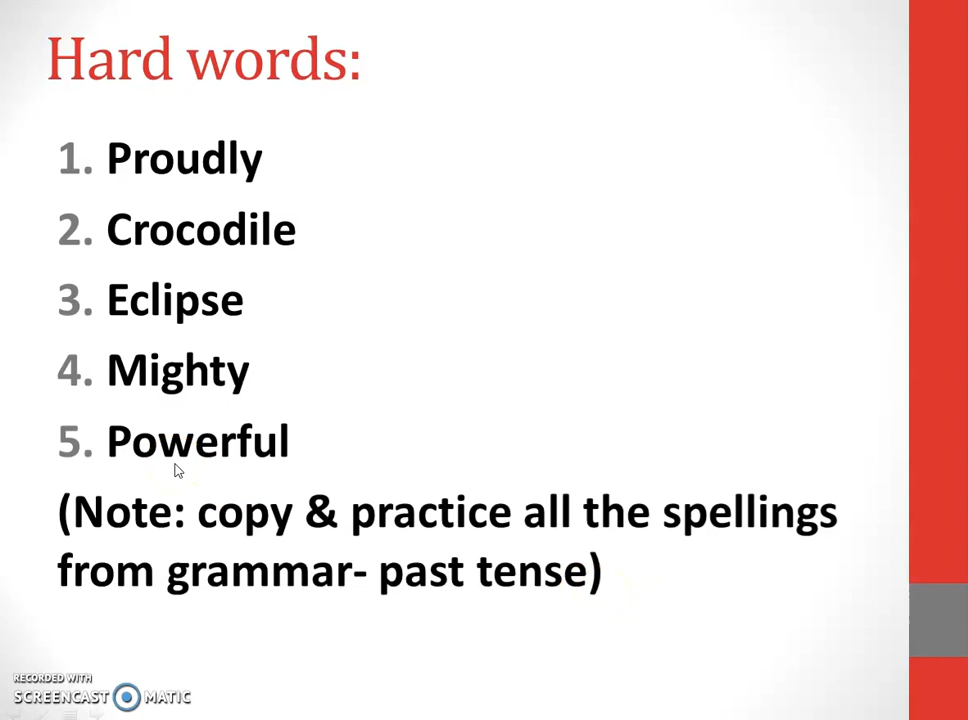 Hard words:
1. Proudly
2. Crocodile
3. Eclipse
4. Mighty
5. Powerful
(Note: copy & practice all the spellings
from grammar- past tense)
RECORDED WITH
SCREENCAST MATIC